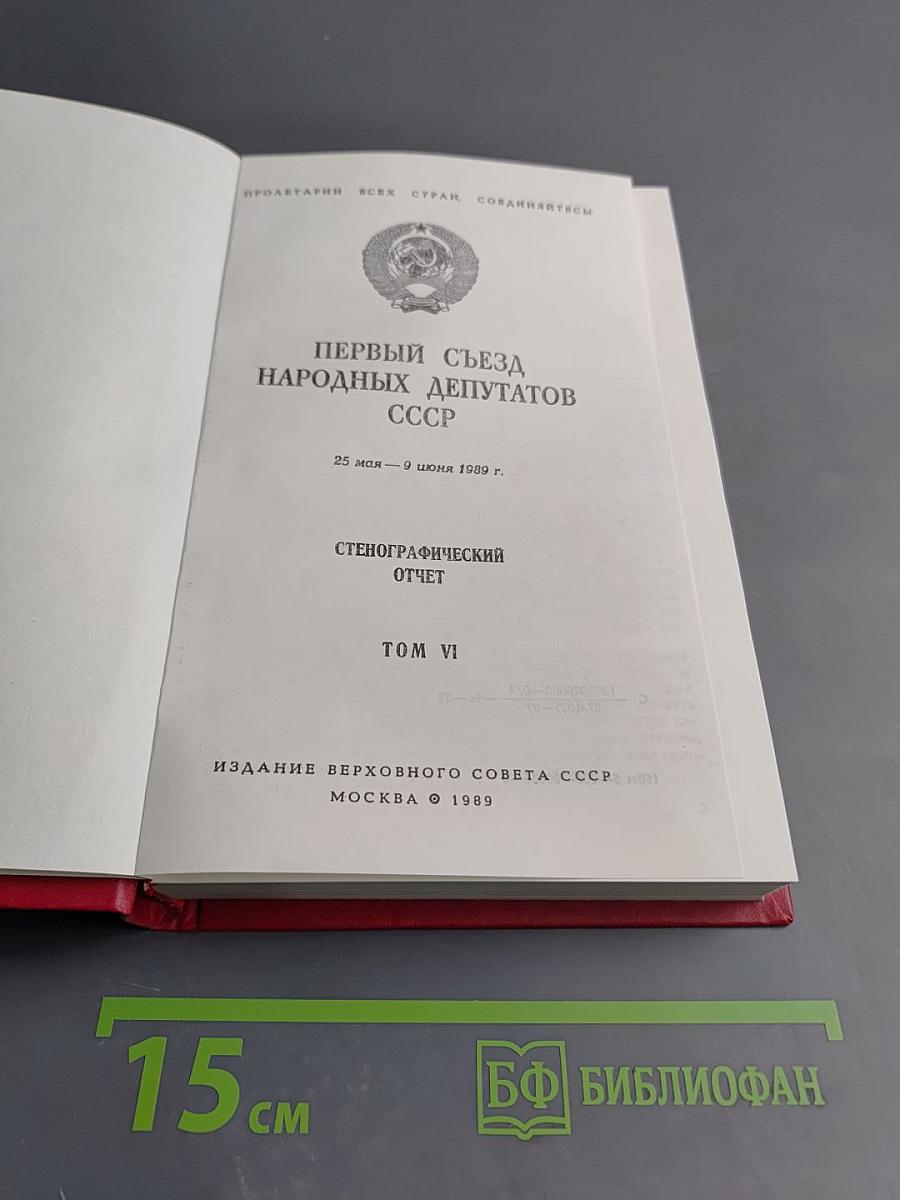 ПРОЛЕТАРИИ ВСЕХ СТРАН, СОЕДИНЯЙТЕСЬ!
ПЕРВЫЙ СЪЕЗД
НАРОДНЫХ ДЕПУТАТОВ
СССР
25 мая — 9 июня 1989 г.
СТЕНОГРАФИЧЕСКИЙ
ОТЧЕТ
ТОМ VI
ИЗДАНИЕ ВЕРХОВНОГО СОВЕТА СССР
МОСКВА ⊙ 1989
15 см
БФ БИБЛИОФАН